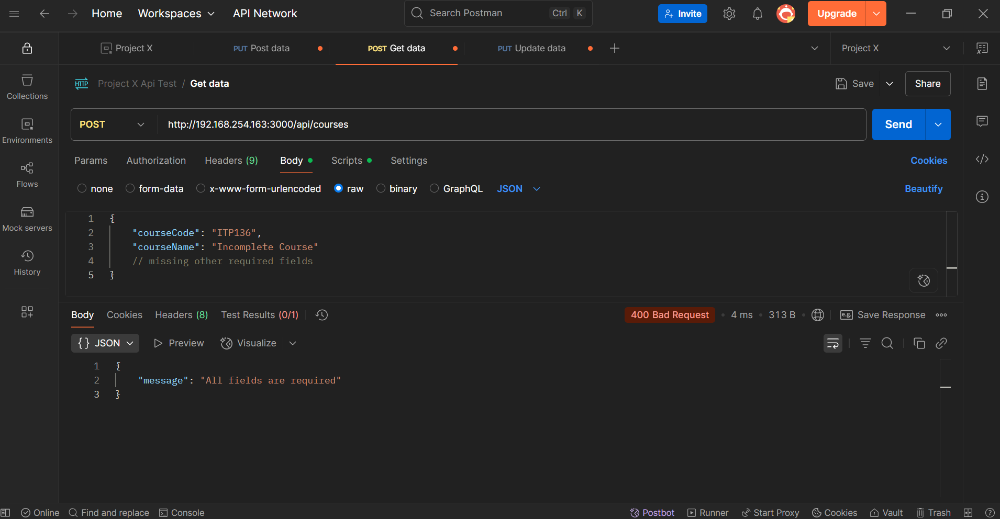 Home Workspaces API Network Search Postman Ctrl K Invite Upgrade
Project X PUT Post data POST Get data PUT Update data Project X
HTTP Project X Api Test / Get data Save Share
POST http://192.168.254.163:3000/api/courses Send
Params Authorization Headers (9) Body Scripts Settings Cookies
none form-data x-www-form-urlencoded raw binary GraphQL JSON Beautify
Collections
Environments
Flows
Mock servers
History
1 {
2 "courseCode": "ITP136",
3 "courseName": "Incomplete Course"
4 // missing other required fields
5 }
Body Cookies Headers (8) Test Results (0/1) 400 Bad Request • 4 ms • 313 B • e.g. Save Response
{} JSON Preview Visualize
1 {
2 "message": "All fields are required"
3 }
Online Find and replace Console Postbot Runner Start Proxy Cookies Vault Trash